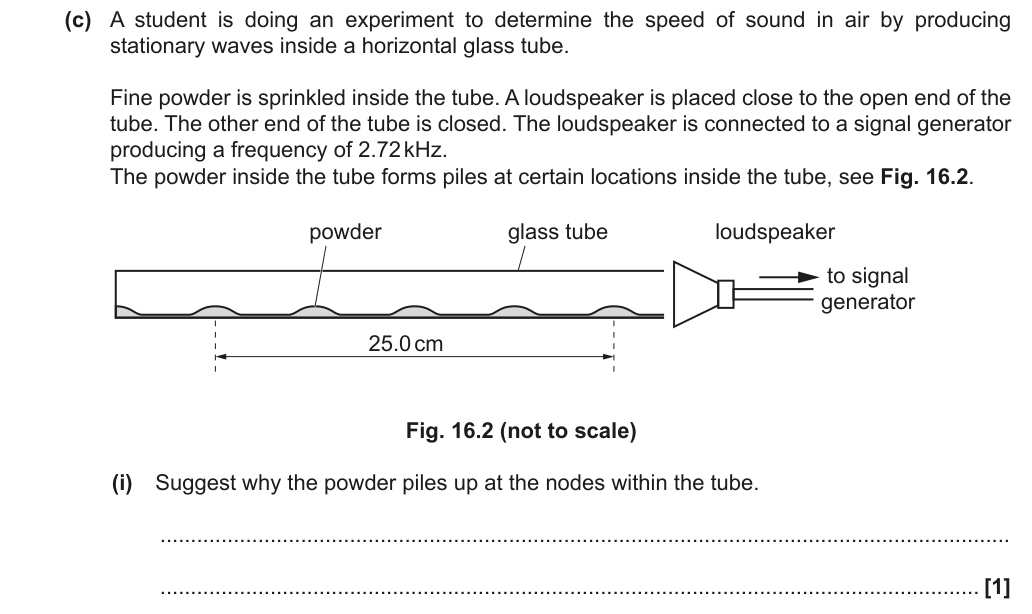 (c) A student is doing an experiment to determine the speed of sound in air by producing
stationary waves inside a horizontal glass tube.
Fine powder is sprinkled inside the tube. A loudspeaker is placed close to the open end of the
tube. The other end of the tube is closed. The loudspeaker is connected to a signal generator
producing a frequency of 2.72 kHz.
The powder inside the tube forms piles at certain locations inside the tube, see Fig. 16.2.
powder glass tube loudspeaker
to signal
generator
25.0 cm
Fig. 16.2 (not to scale)
(i) Suggest why the powder piles up at the nodes within the tube.
[1]